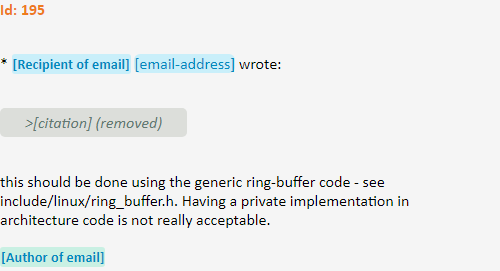 Id: 195
* [Recipient of email] [email-address] wrote:
>[citation] (removed)
this should be done using the generic ring-buffer code - see
include/linux/ring_buffer.h. Having a private implementation in
architecture code is not really acceptable.
[Author of email]